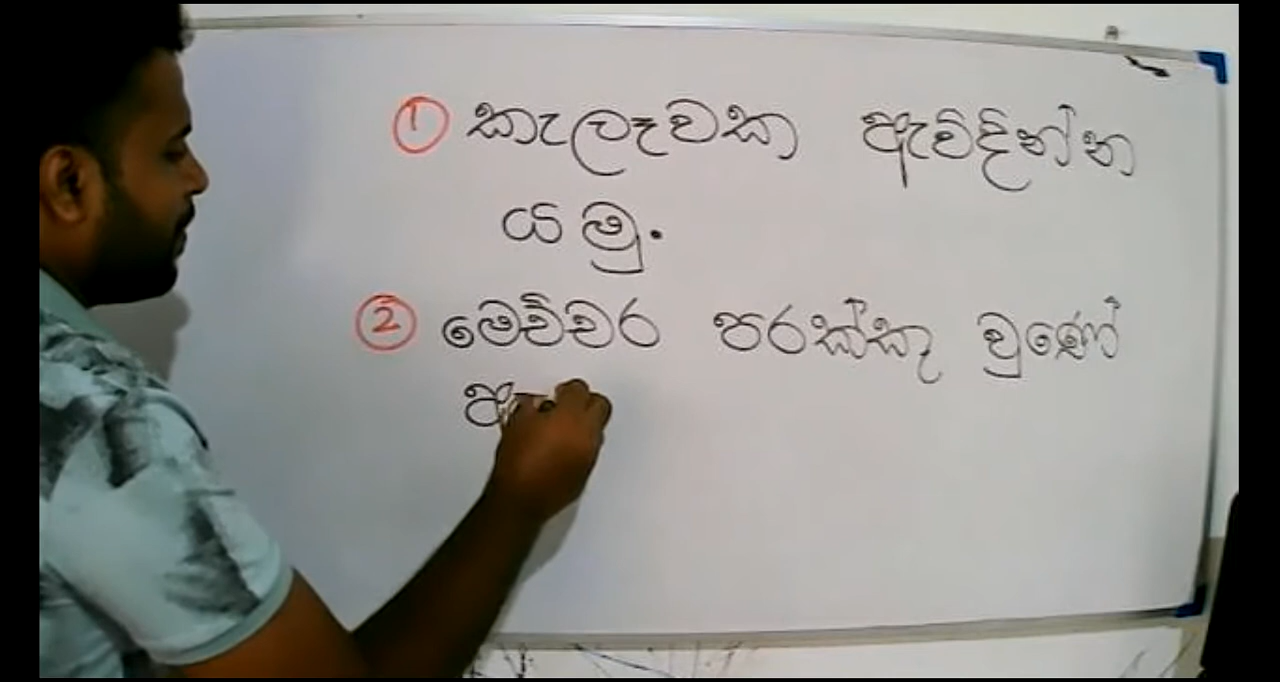 ① කැලෑවක ඇවිදින්න
යමු.
② මෙච්චර පරක්කු වුණේ